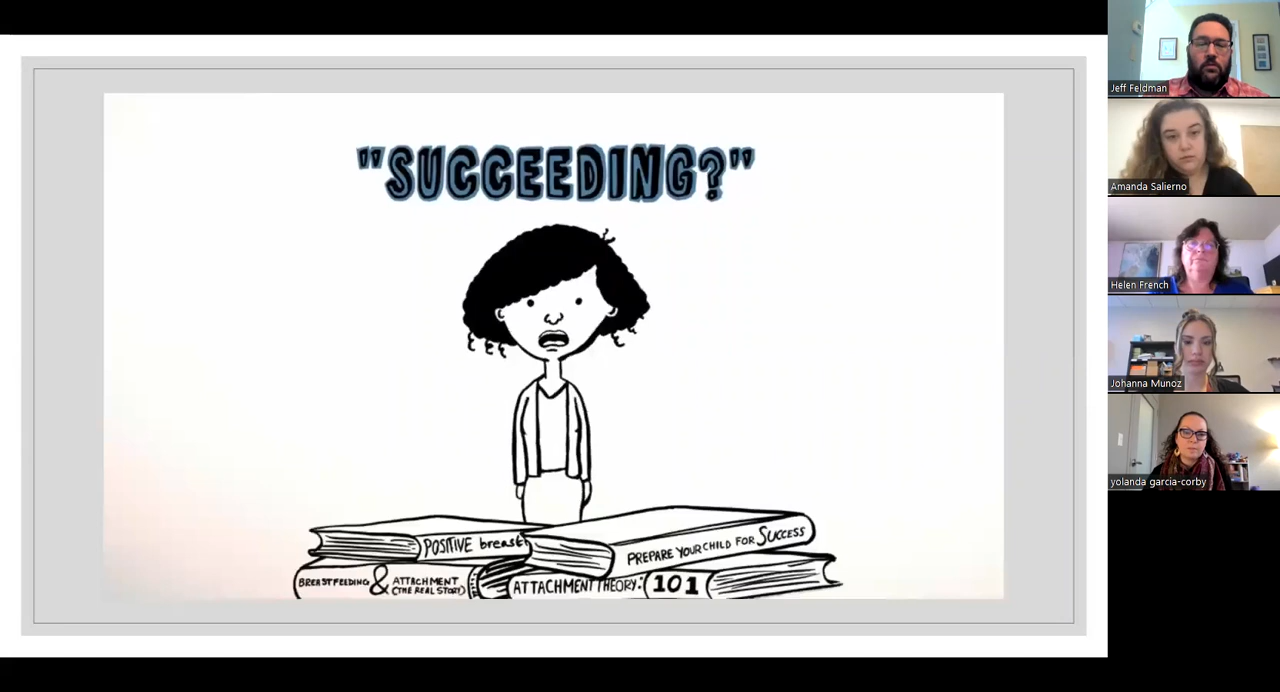 "SUCCEEDING?"
POSITIVE breast
PREPARE YOUR CHILD FOR SUCCESS
BREASTFEEDING & ATTACHMENT
(THE REAL STORY)
ATTACHMENT THEORY: 101
Jeff Feldman
Amanda Salierno
Helen French
Johanna Munoz
yolanda garcia-corby